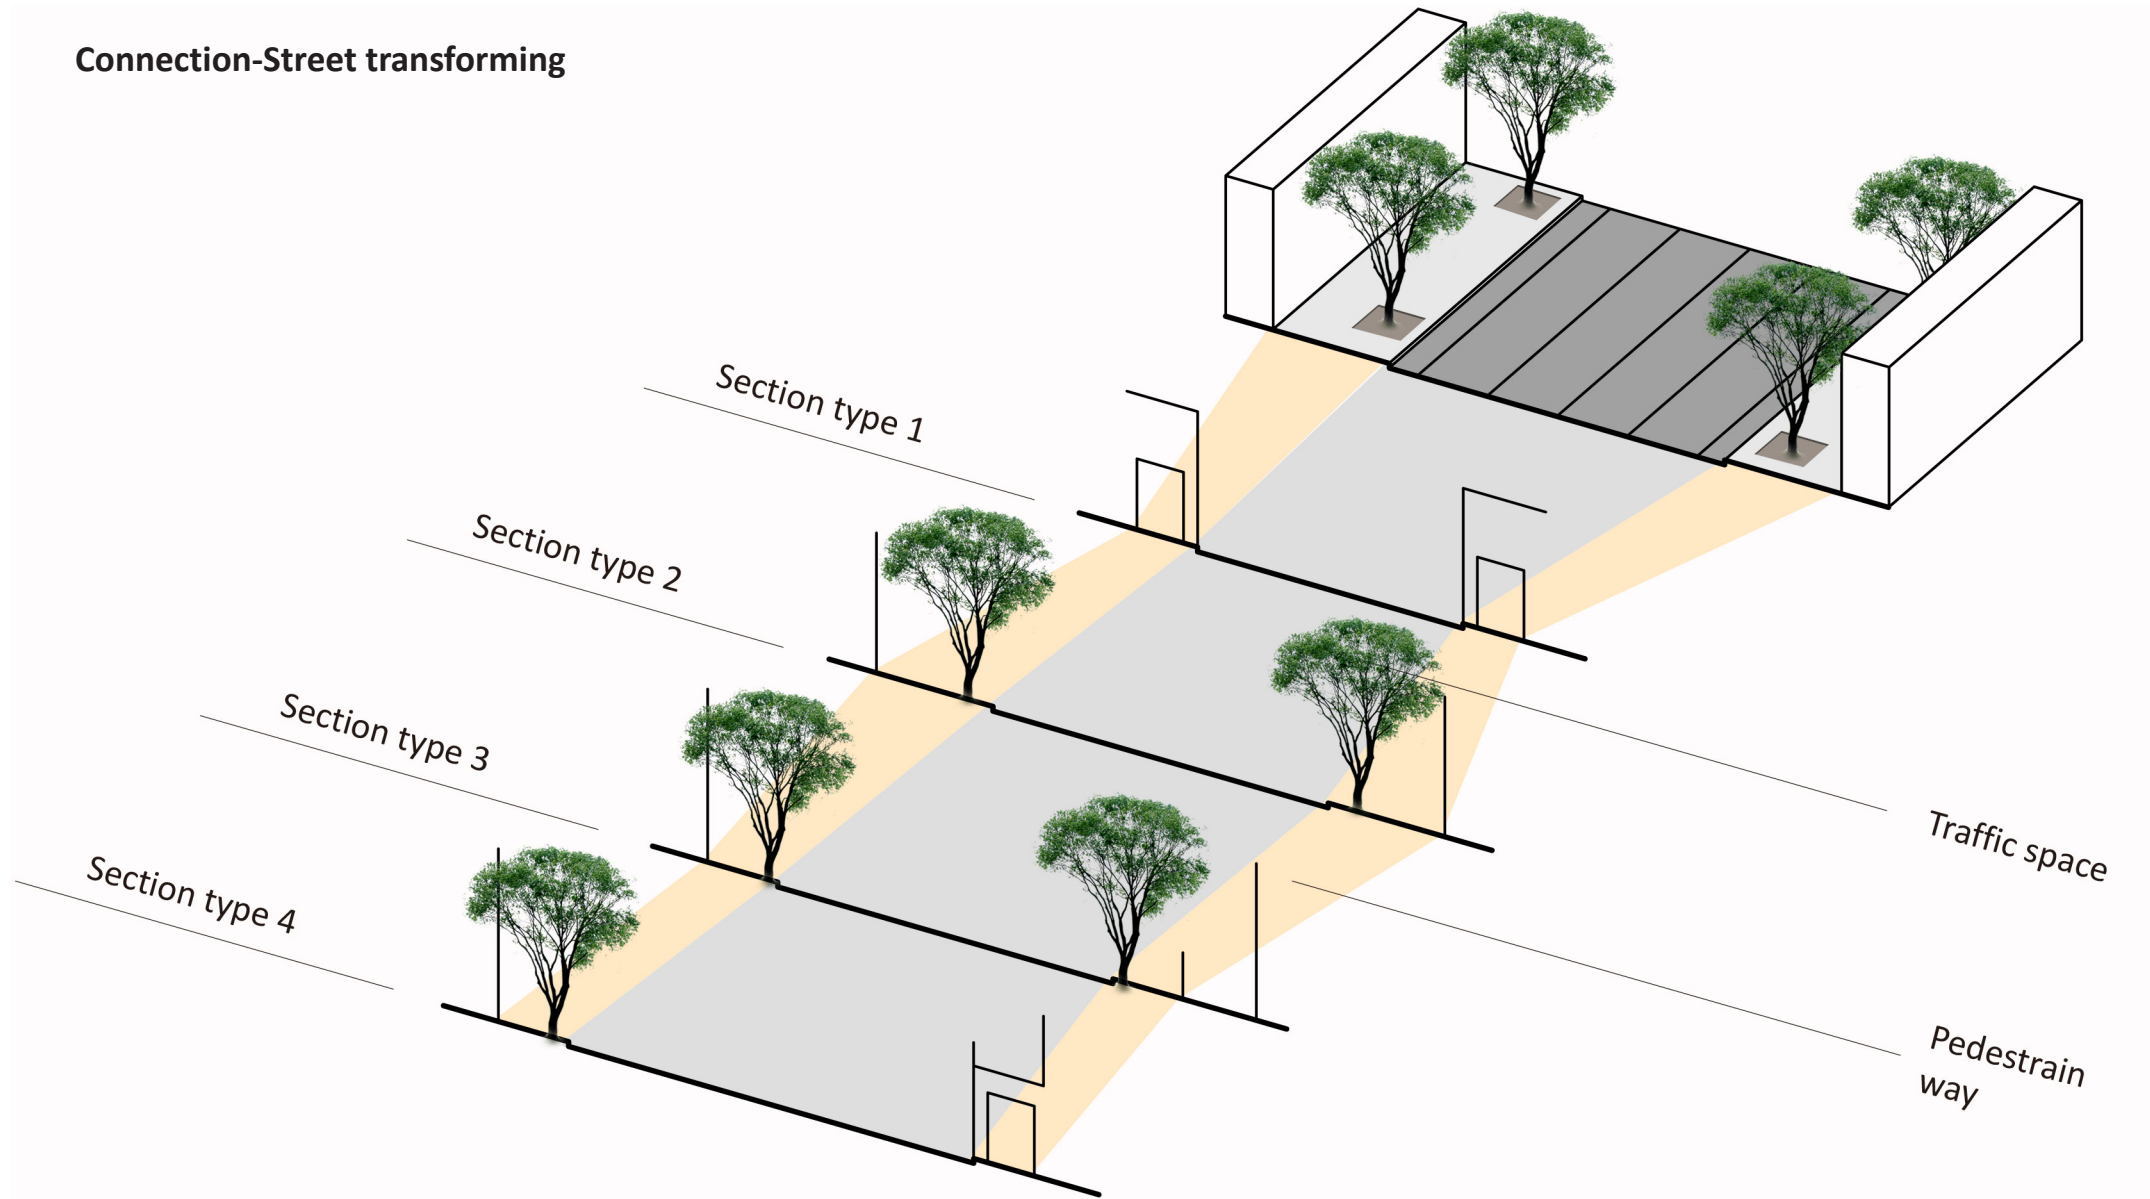 Connection-Street transforming
Section type 1
Section type 2
Section type 3
Section type 4
Traffic space
Pedestrain
way